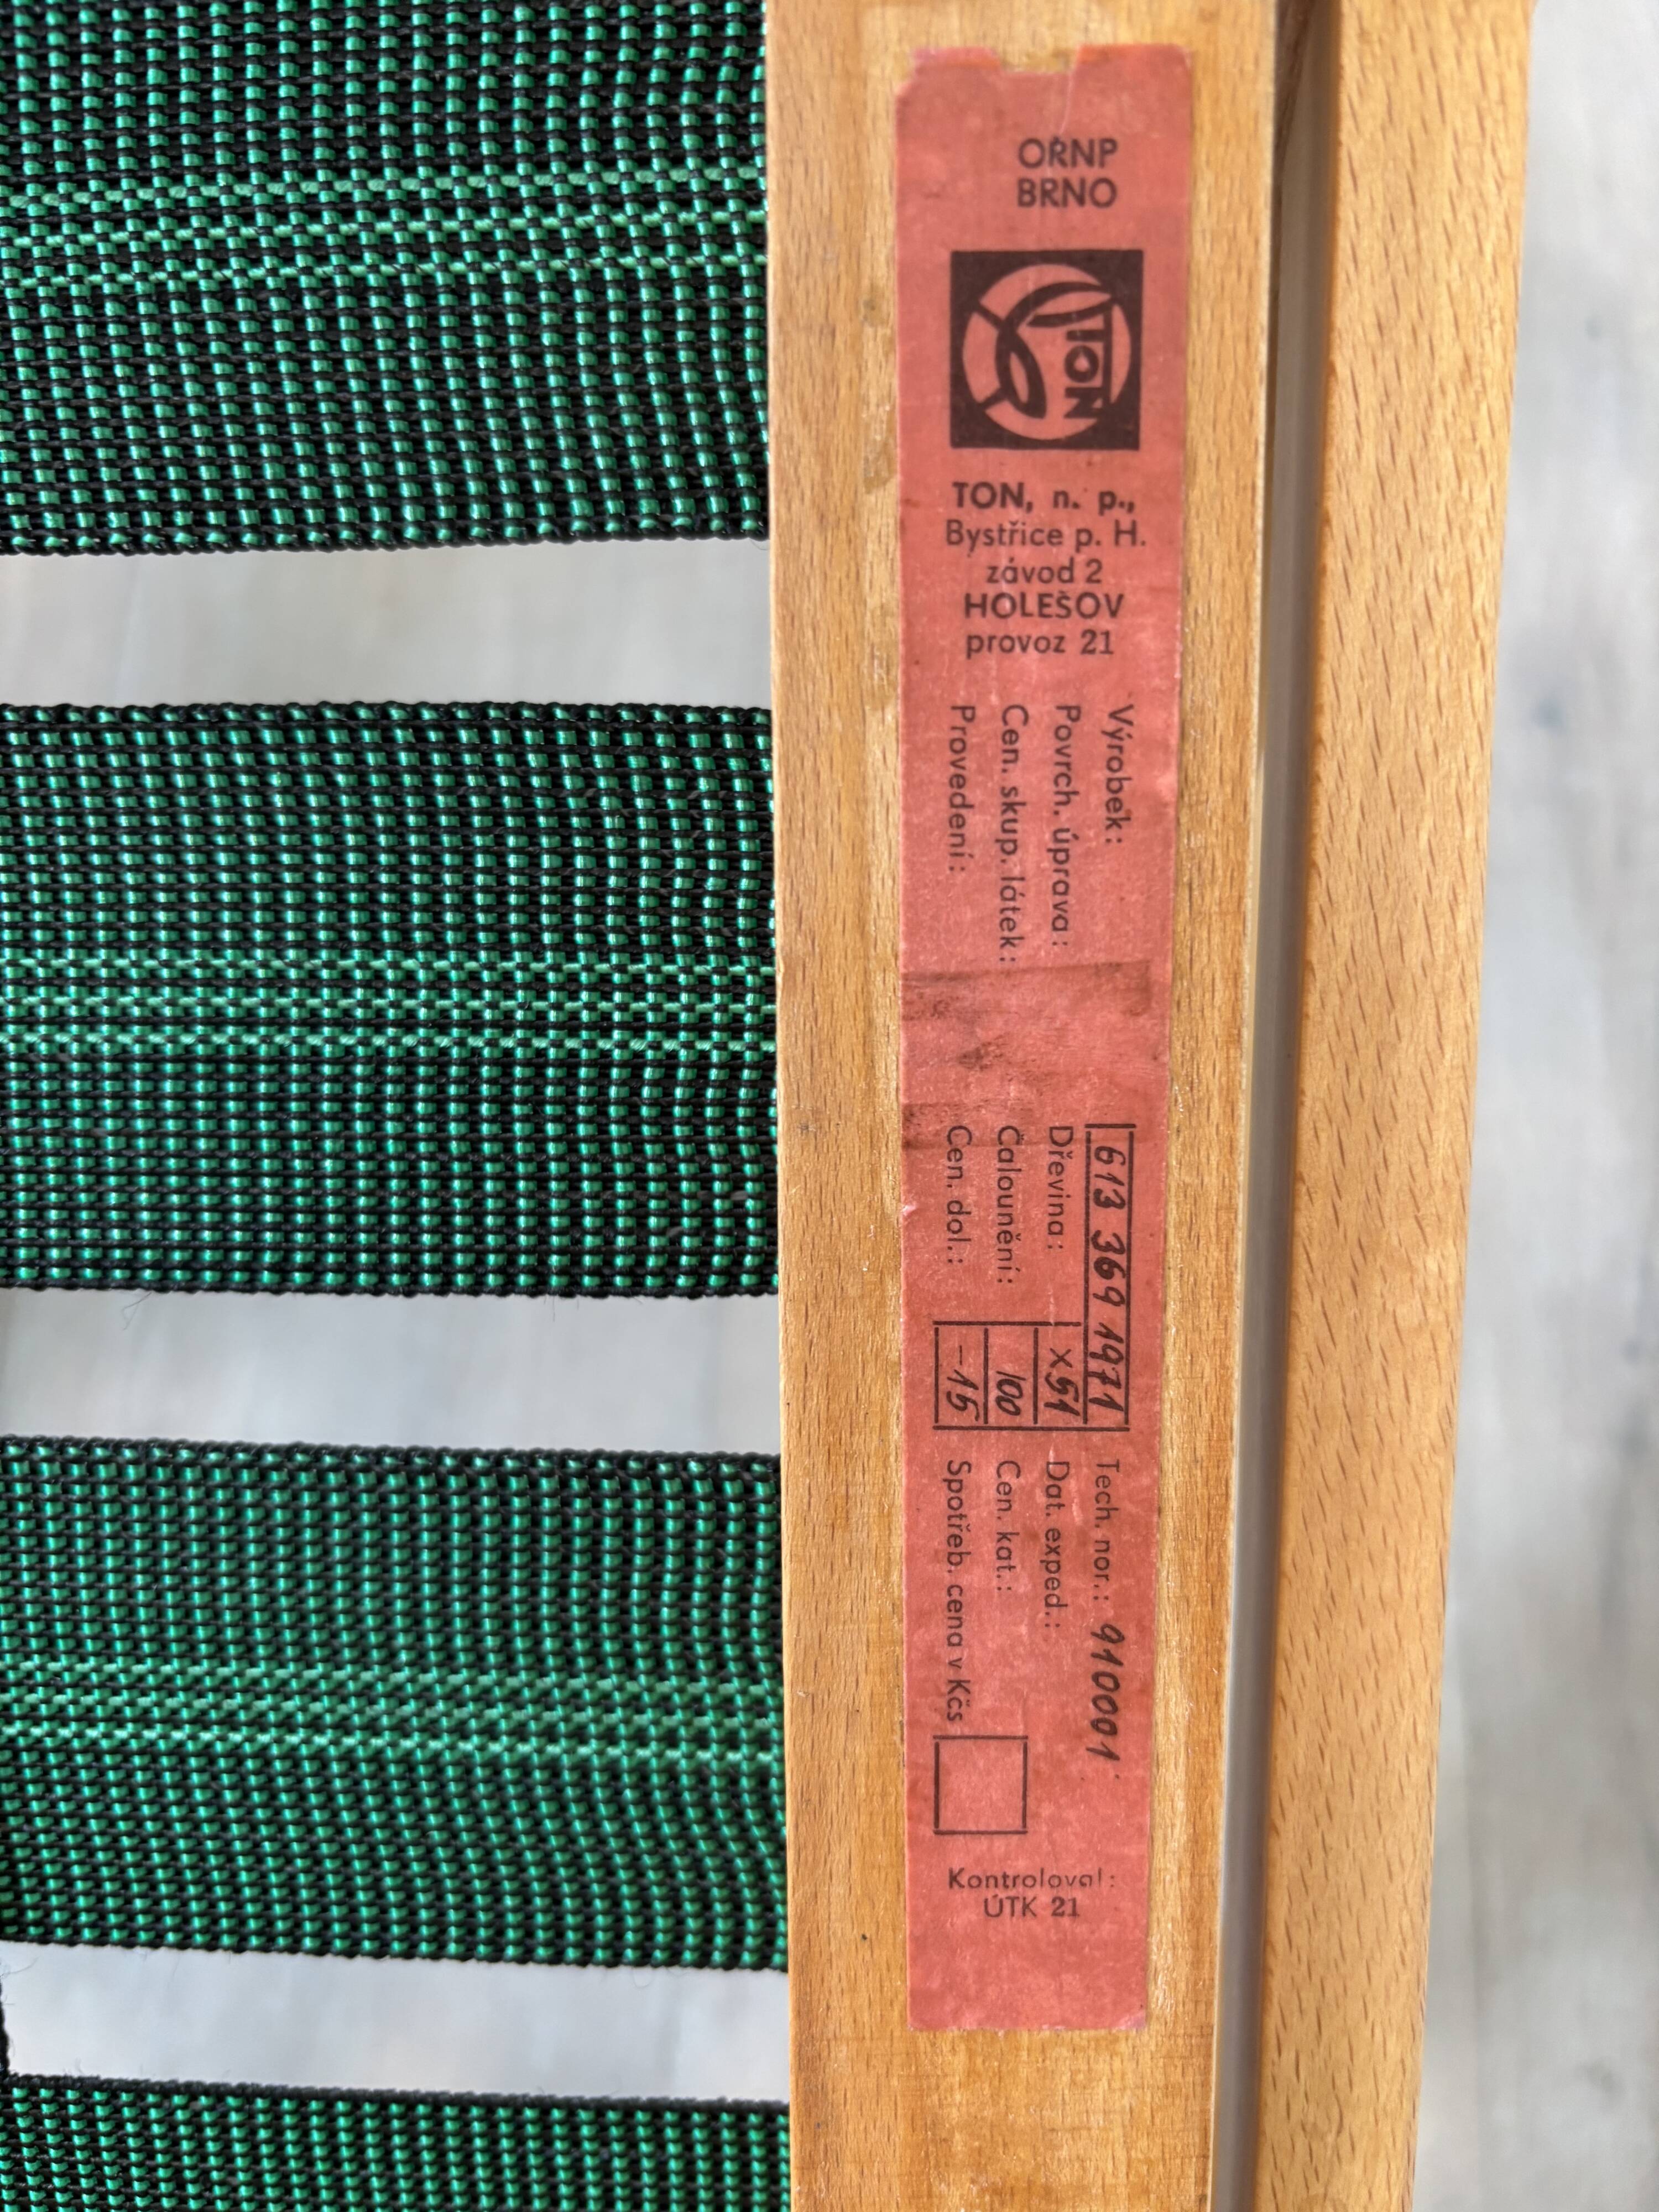 OŘNP
BRNO
TON
TON, n. p.,
Bystřice p. H.
závod 2
HOLEŠOV
provoz 21
Výrobek:
Povrch. úprava:
Cen. skup. látek:
Provedení:
613 369 1971
Dřevina: x51
Čalounění: 100
Cen. dol.: -15
Tech. nor.: 910001
Dat. exped.:
Cen. kat.:
Spotřeb. cena v Kčs
Kontroloval:
ÚTK 21